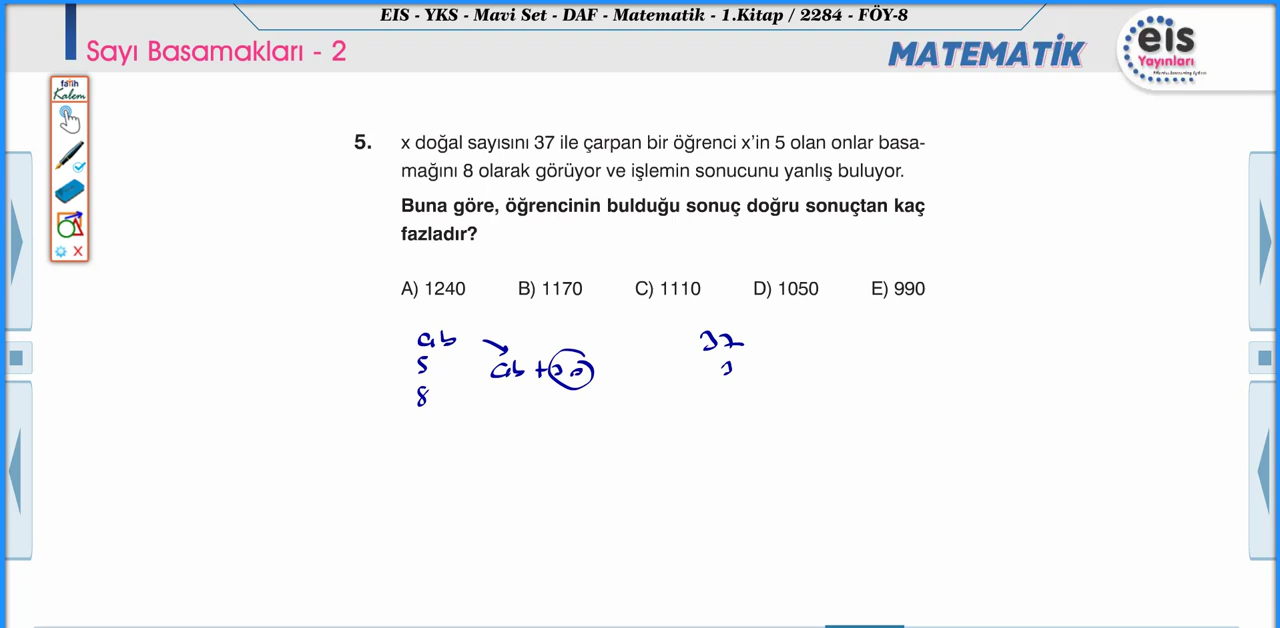 EIS - YKS - Mavi Set - DAF - Matematik - 1.Kitap / 2284 - FÖY-8
Sayı Basamakları - 2
MATEMATİK
eis
Yayınları
fatih
Kalem
5. x doğal sayısını 37 ile çarpan bir öğrenci x'in 5 olan onlar basa-
mağını 8 olarak görüyor ve işlemin sonucunu yanlış buluyor.
Buna göre, öğrencinin bulduğu sonuç doğru sonuçtan kaç
fazladır?
A) 1240 B) 1170 C) 1110 D) 1050 E) 990
ab 37
5 ab + 30 3
8
X